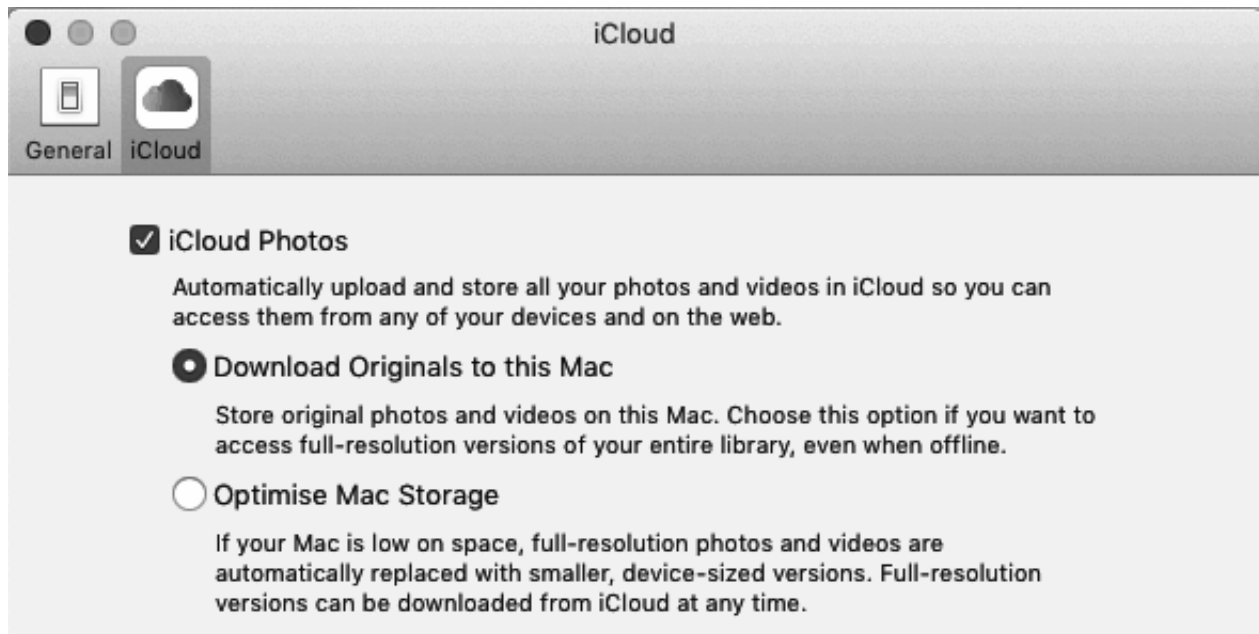 iCloud
General iCloud
iCloud Photos
Automatically upload and store all your photos and videos in iCloud so you can
access them from any of your devices and on the web.
Download Originals to this Mac
Store original photos and videos on this Mac. Choose this option if you want to
access full-resolution versions of your entire library, even when offline.
Optimise Mac Storage
If your Mac is low on space, full-resolution photos and videos are
automatically replaced with smaller, device-sized versions. Full-resolution
versions can be downloaded from iCloud at any time.